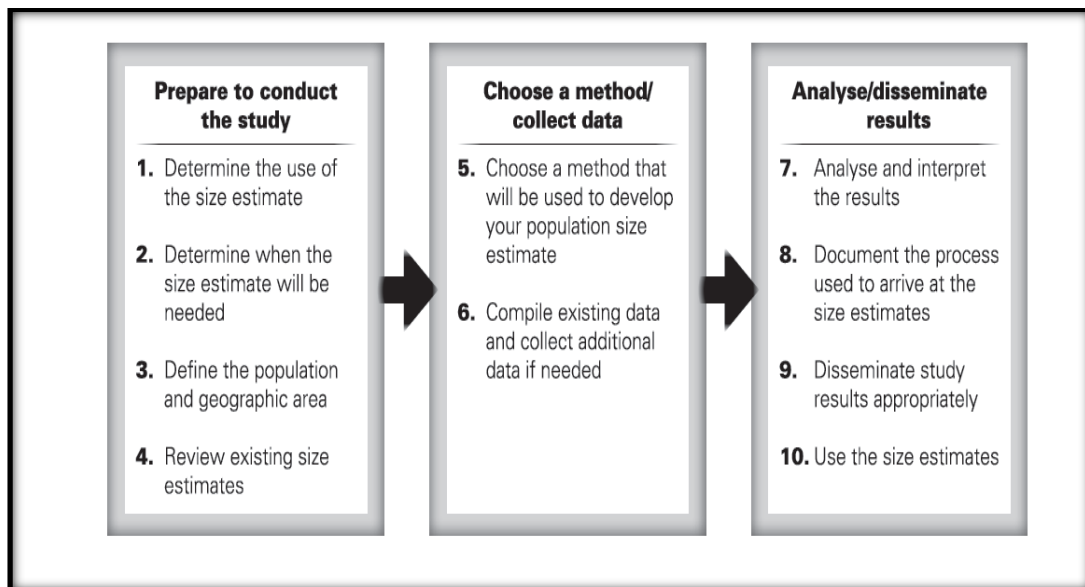 Prepare to conduct
the study
1. Determine the use of
the size estimate
2. Determine when the
size estimate will be
needed
3. Define the population
and geographic area
4. Review existing size
estimates
Choose a method/
collect data
5. Choose a method that
will be used to develop
your population size
estimate
6. Compile existing data
and collect additional
data if needed
Analyse/disseminate
results
7. Analyse and interpret
the results
8. Document the process
used to arrive at the
size estimates
9. Disseminate study
results appropriately
10. Use the size estimates